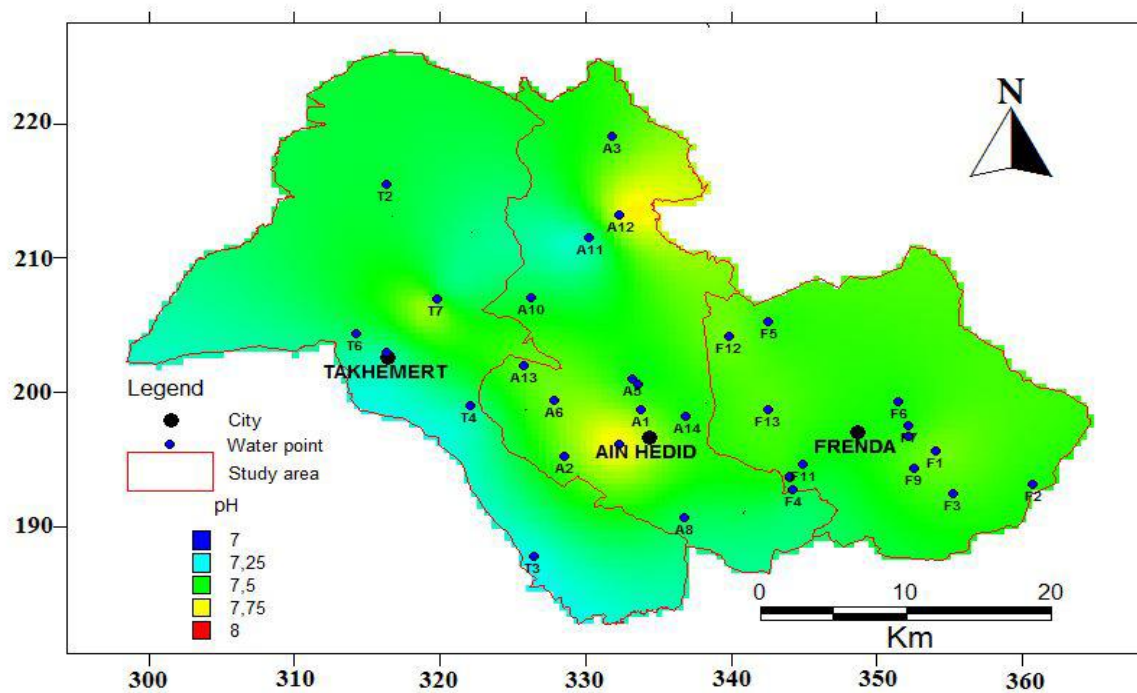 N
220
210
200
190
A3
T2
A12
A11
T7
A10
F5
T6
F12
TAKHEMERT
A13
A5
Legend
City
Water point
Study area
pH
7
7,25
7,5
7,75
8
T4
A6
A1
A14
F13
F6
AIN HEDID
FRENDA
F7
A2
F1
F11
F9
F4
F3
F2
A8
T3
0 10 20
Km
300 310 320 330 340 350 360